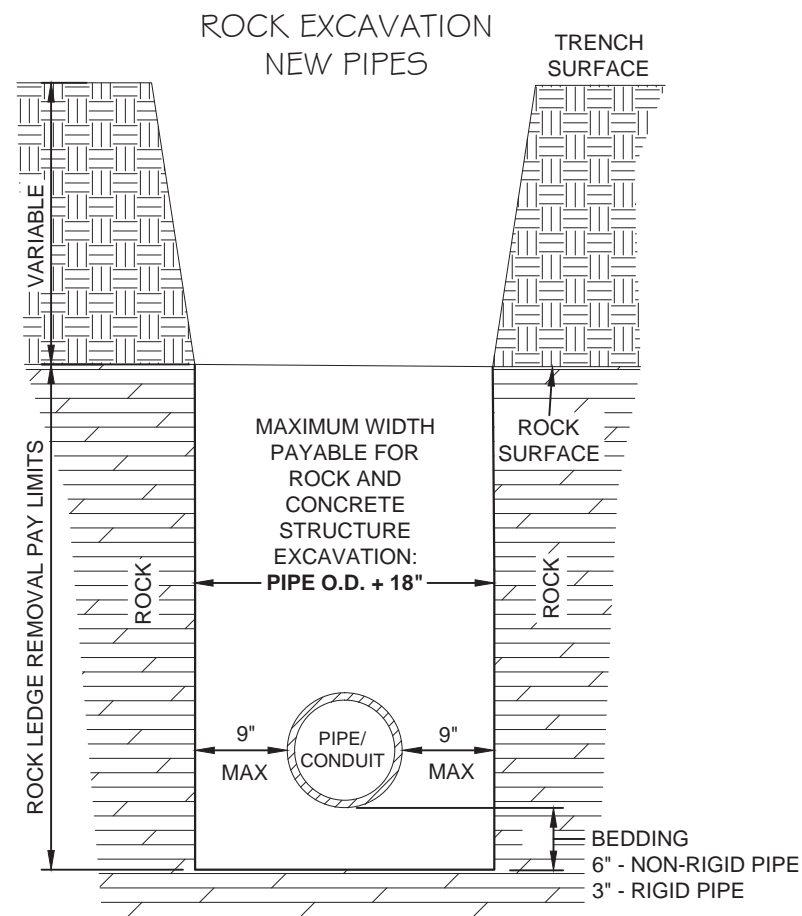 ROCK EXCAVATION
NEW PIPES
TRENCH
SURFACE
VARIABLE
ROCK LEDGE REMOVAL PAY LIMITS
MAXIMUM WIDTH
PAYABLE FOR
ROCK AND
CONCRETE
STRUCTURE
EXCAVATION:
PIPE O.D. + 18"
ROCK
SURFACE
ROCK
ROCK
9"
MAX
PIPE/
CONDUIT
9"
MAX
BEDDING
6" - NON-RIGID PIPE
3" - RIGID PIPE